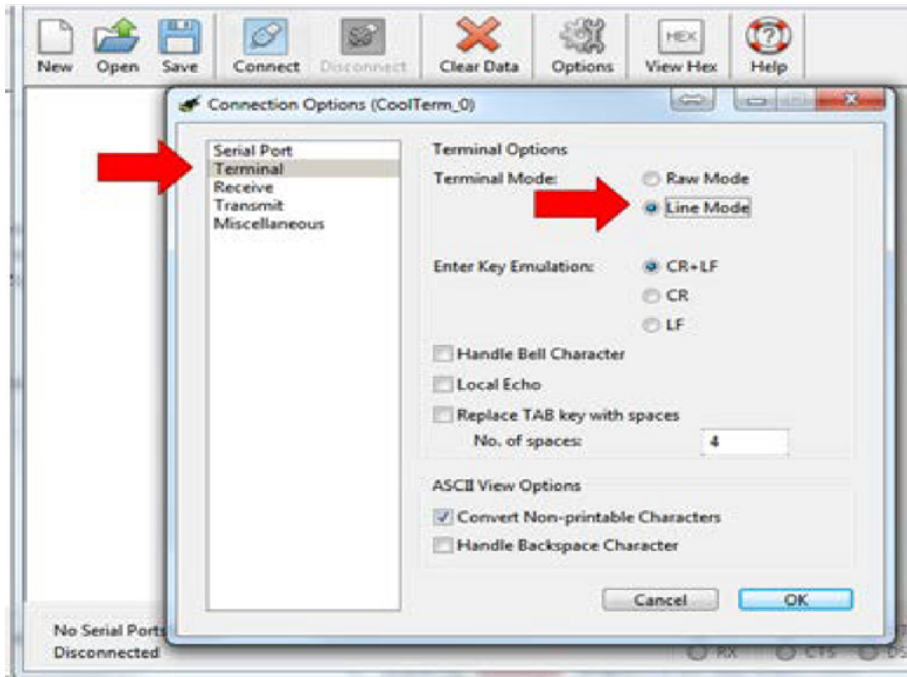 New Open Save Connect Disconnect Clear Data Options View Hex Help
HEX
Connection Options (CoolTerm_0)
Serial Port
Terminal
Receive
Transmit
Miscellaneous
Terminal Options
Terminal Mode:
Raw Mode
Line Mode
Enter Key Emulation:
CR+LF
CR
LF
Handle Bell Character
Local Echo
Replace TAB key with spaces
No. of spaces: 4
ASCII View Options
Convert Non-printable Characters
Handle Backspace Character
Cancel OK
No Serial Ports
Disconnected
RX CTS